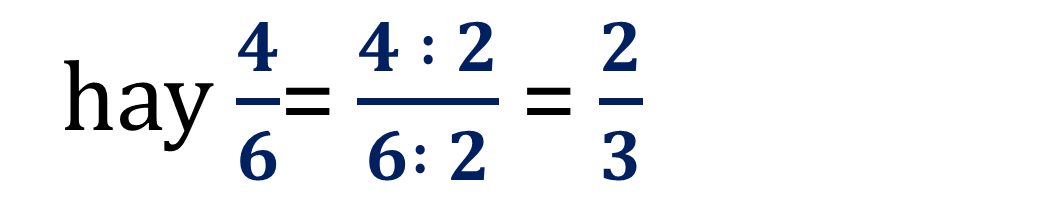 hay 4/6 = 4 : 2 / 6 : 2 = 2/3